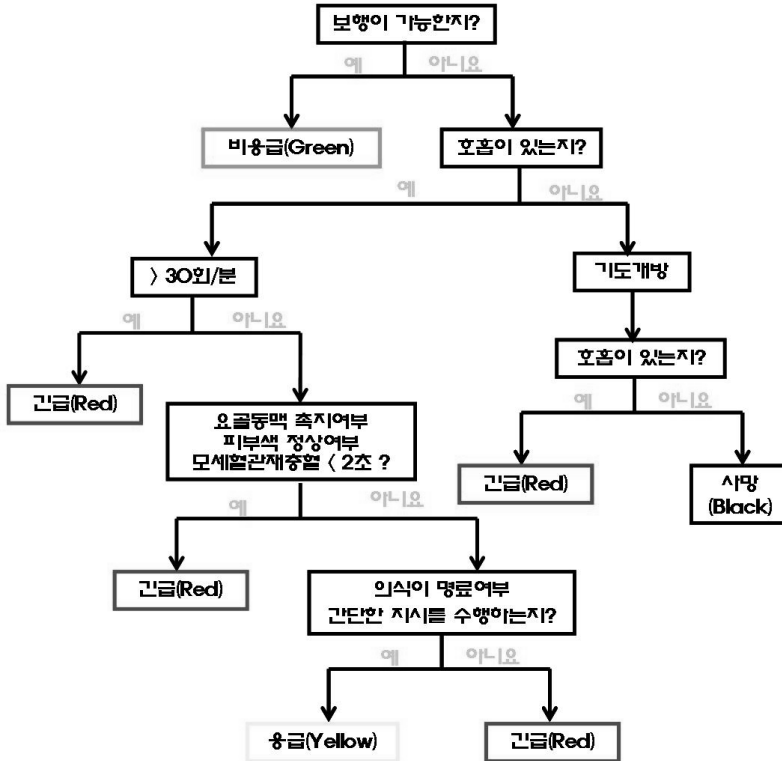 보행이 가능한지?
예 아니요
비응급(Green) 호흡이 있는지?
예 아니요
> 30회/분 기도개방
예 아니요
호흡이 있는지?
긴급(Red) 예 아니요
요골동맥 촉지여부
피부색 정상여부
모세혈관재충혈 < 2초 ?
긴급(Red) 사망
(Black)
예 아니요
긴급(Red) 의식이 명료여부
간단한 지시를 수행하는지?
예 아니요
응급(Yellow) 긴급(Red)